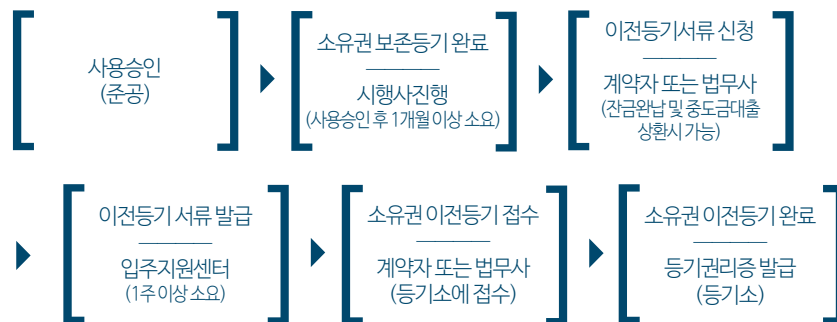 사용승인
(준공)
소유권 보존등기 완료
시행사진행
(사용승인 후 1개월 이상 소요)
이전등기서류 신청
계약자 또는 법무사
(잔금완납 및 중도금대출
상환시 가능)
이전등기 서류 발급
입주지원센터
(1주 이상 소요)
소유권 이전등기 접수
계약자 또는 법무사
(등기소에 접수)
소유권 이전등기 완료
등기권리증 발급
(등기소)